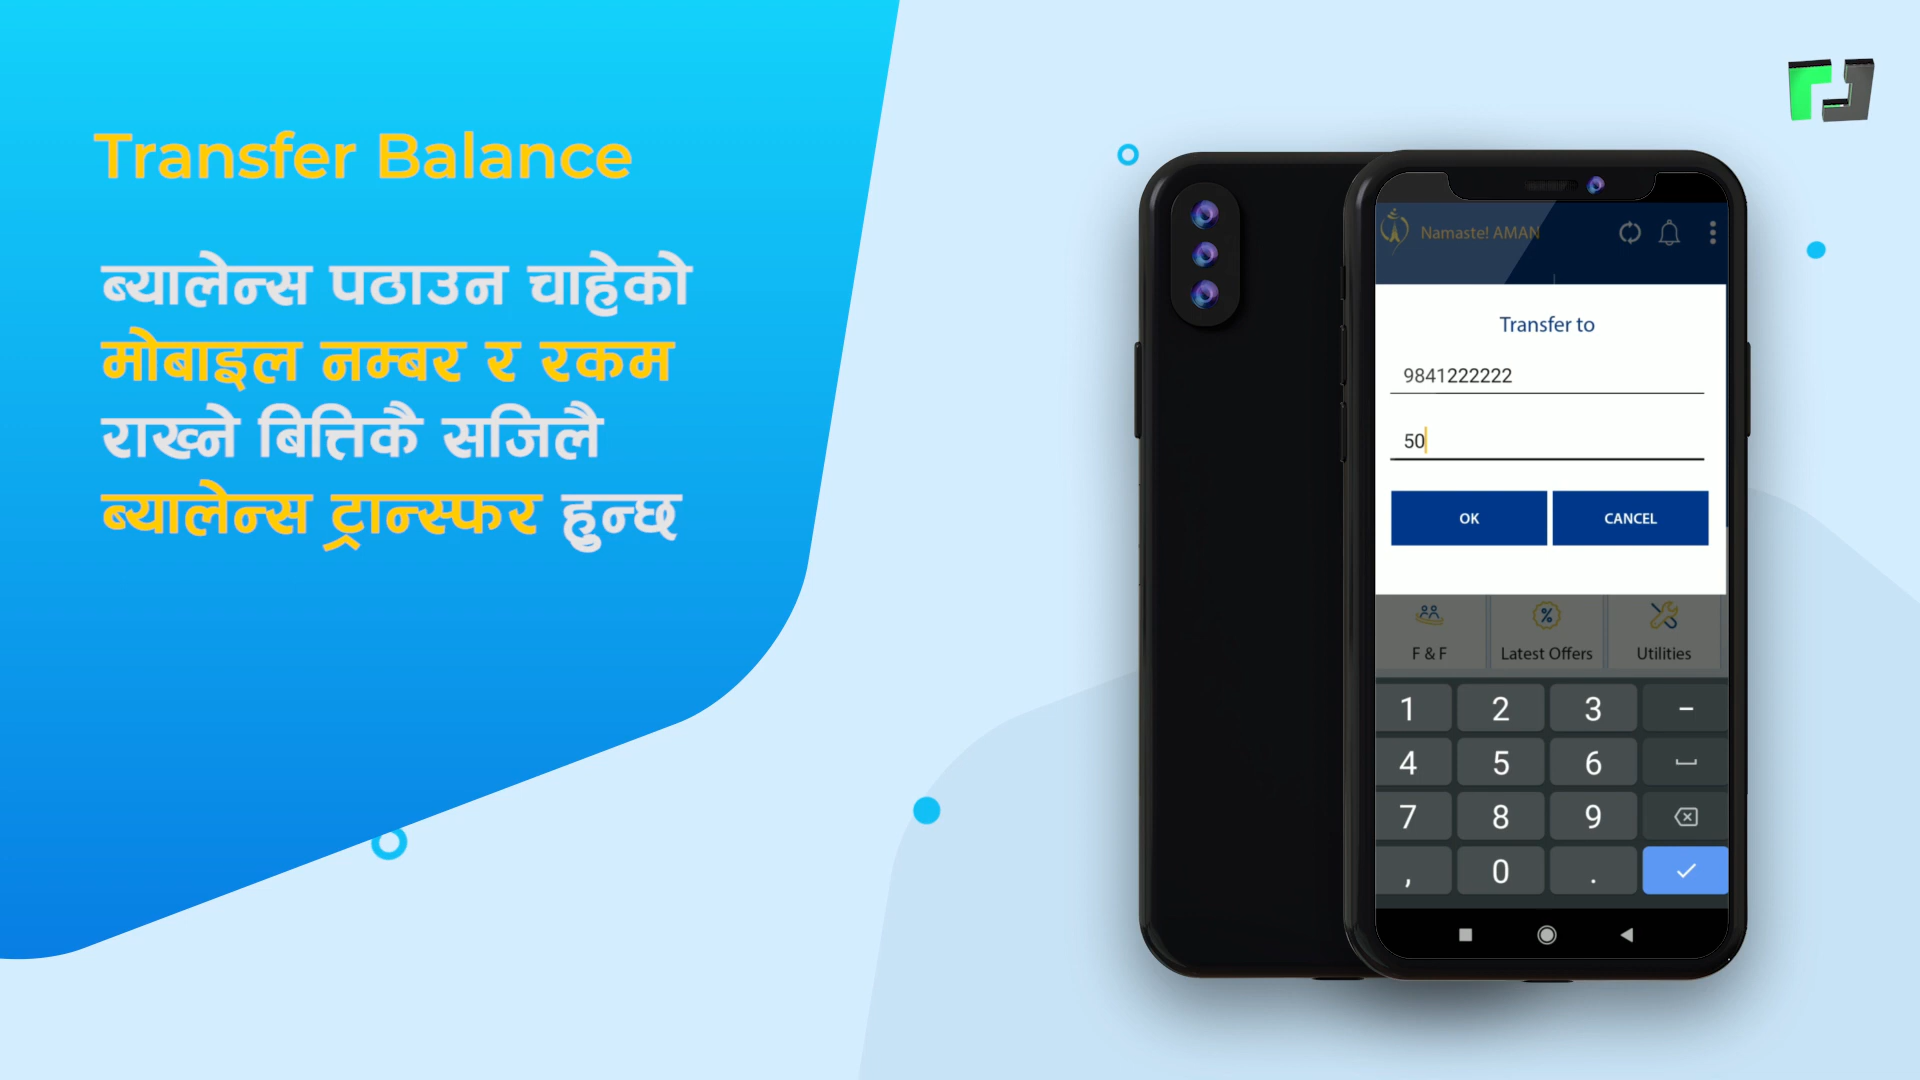 Transfer Balance
ब्यालेन्स पठाउन चाहेको
मोबाइल नम्बर र रकम
राख्ने बित्तिकै सजिलै
ब्यालेन्स ट्रान्स्फर हुन्छ
Namaste! AMAN
Transfer to
9841222222
50
OK CANCEL
F & F Latest Offers Utilities
1 2 3 –
4 5 6
7 8 9
, 0 .